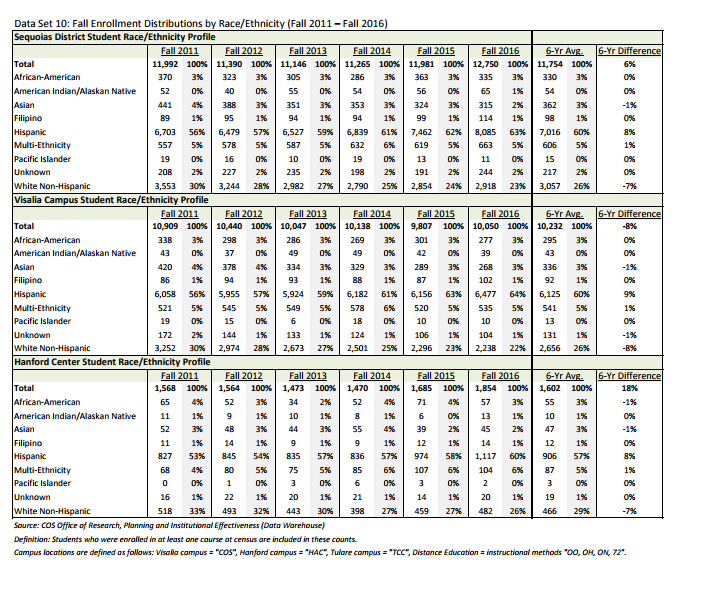 Data Set 10: Fall Enrollment Distributions by Race/Ethnicity (Fall 2011 – Fall 2016)
Sequoias District Student Race/Ethnicity Profile
Fall 2011 Fall 2012 Fall 2013 Fall 2014 Fall 2015 Fall 2016 6-Yr Avg. 6-Yr Difference
Total 11,992 100% 11,390 100% 11,146 100% 11,265 100% 11,981 100% 12,750 100% 11,754 100% 6%
African-American 370 3% 323 3% 305 3% 286 3% 363 3% 335 3% 330 3% 0%
American Indian/Alaskan Native 52 0% 40 0% 55 0% 54 0% 56 0% 65 1% 54 0% 0%
Asian 441 4% 388 3% 351 3% 353 3% 324 3% 315 2% 362 3% -1%
Filipino 89 1% 95 1% 94 1% 94 1% 99 1% 114 1% 98 1% 0%
Hispanic 6,703 56% 6,479 57% 6,527 59% 6,839 61% 7,462 62% 8,085 63% 7,016 60% 8%
Multi-Ethnicity 557 5% 578 5% 587 5% 632 6% 619 5% 663 5% 606 5% 1%
Pacific Islander 19 0% 16 0% 10 0% 19 0% 13 0% 11 0% 15 0% 0%
Unknown 208 2% 227 2% 235 2% 198 2% 191 2% 244 2% 217 2% 0%
White Non-Hispanic 3,553 30% 3,244 28% 2,982 27% 2,790 25% 2,854 24% 2,918 23% 3,057 26% -7%
Visalia Campus Student Race/Ethnicity Profile
Fall 2011 Fall 2012 Fall 2013 Fall 2014 Fall 2015 Fall 2016 6-Yr Avg. 6-Yr Difference
Total 10,909 100% 10,440 100% 10,047 100% 10,138 100% 9,807 100% 10,050 100% 10,232 100% -8%
African-American 338 3% 298 3% 286 3% 269 3% 301 3% 277 3% 295 3% 0%
American Indian/Alaskan Native 43 0% 37 0% 49 0% 49 0% 42 0% 39 0% 43 0% 0%
Asian 420 4% 378 4% 334 3% 329 3% 289 3% 268 3% 336 3% -1%
Filipino 86 1% 94 1% 93 1% 88 1% 87 1% 102 1% 92 1% 0%
Hispanic 6,058 56% 5,955 57% 5,924 59% 6,182 61% 6,156 63% 6,477 64% 6,125 60% 9%
Multi-Ethnicity 521 5% 545 5% 549 5% 578 6% 520 5% 535 5% 541 5% 1%
Pacific Islander 19 0% 15 0% 6 0% 18 0% 10 0% 10 0% 13 0% 0%
Unknown 172 2% 144 1% 133 1% 124 1% 106 1% 104 1% 131 1% -1%
White Non-Hispanic 3,252 30% 2,974 28% 2,673 27% 2,501 25% 2,296 23% 2,238 22% 2,656 26% -8%
Hanford Center Student Race/Ethnicity Profile
Fall 2011 Fall 2012 Fall 2013 Fall 2014 Fall 2015 Fall 2016 6-Yr Avg. 6-Yr Difference
Total 1,568 100% 1,564 100% 1,473 100% 1,470 100% 1,685 100% 1,854 100% 1,602 100% 18%
African-American 65 4% 52 3% 34 2% 52 4% 71 4% 57 3% 55 3% -1%
American Indian/Alaskan Native 11 1% 9 1% 10 1% 8 1% 6 0% 13 1% 10 1% 0%
Asian 52 3% 48 3% 44 3% 55 4% 39 2% 45 2% 47 3% -1%
Filipino 11 1% 14 1% 9 1% 9 1% 12 1% 14 1% 12 1% 0%
Hispanic 827 53% 845 54% 835 57% 836 57% 974 58% 1,117 60% 906 57% 8%
Multi-Ethnicity 68 4% 80 5% 75 5% 85 6% 107 6% 104 6% 87 5% 1%
Pacific Islander 0 0% 1 0% 3 0% 6 0% 3 0% 2 0% 3 0% 0%
Unknown 16 1% 22 1% 20 1% 21 1% 14 1% 20 1% 19 1% 0%
White Non-Hispanic 518 33% 493 32% 443 30% 398 27% 459 27% 482 26% 466 29% -7%
Source: COS Office of Research, Planning and Institutional Effectiveness (Data Warehouse)
Definition: Students who were enrolled in at least one course at census are included in these counts.
Campus locations are defined as follows: Visalia campus = "COS", Hanford campus = "HAC", Tulare campus = "TCC", Distance Education = instructional methods "OO, OH, ON, 72".